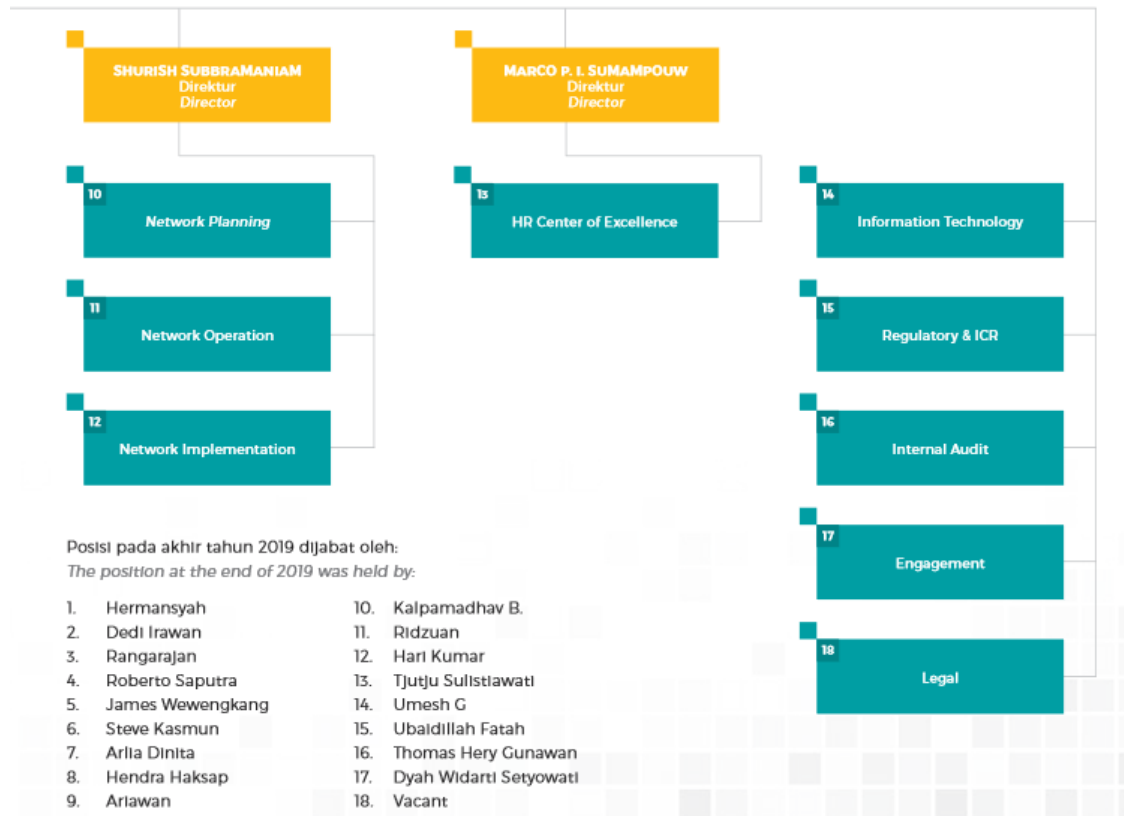 SHURISH SUBBRAMANIAM
Direktur
Director
MARCO P. I. SUMAMPOUW
Direktur
Director
10
Network Planning
13
HR Center of Excellence
14
Information Technology
11
Network Operation
15
Regulatory & ICR
12
Network Implementation
16
Internal Audit
17
Engagement
18
Legal
Posisi pada akhir tahun 2019 dijabat oleh:
The position at the end of 2019 was held by:
1. Hermansyah
2. Dedi Irawan
3. Rangarajan
4. Roberto Saputra
5. James Wewengkang
6. Steve Kasmun
7. Arlia Dinita
8. Hendra Haksap
9. Ariawan
10. Kalpamadhav B.
11. Ridzuan
12. Hari Kumar
13. Tjutju Sulistiawati
14. Umesh G
15. Ubaidillah Fatah
16. Thomas Hery Gunawan
17. Dyah Widarti Setyowati
18. Vacant